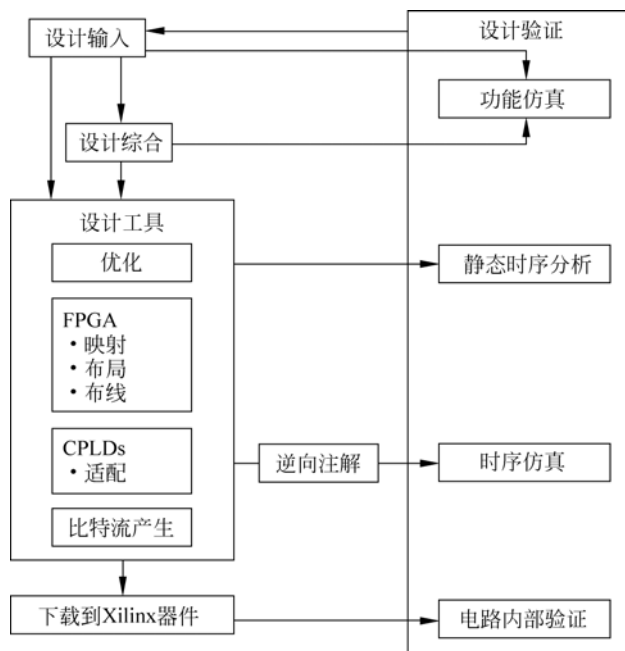 设计输入
设计验证
功能仿真
设计综合
设计工具
优化
静态时序分析
FPGA
・映射
・布局
・布线
CPLDs
・适配
逆向注解
时序仿真
比特流产生
下载到Xilinx器件
电路内部验证